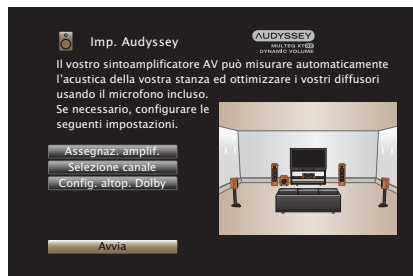 Imp. Audyssey
AUDYSSEY
MULTEQ XT32
DYNAMIC VOLUME
Il vostro sintoamplificatore AV può misurare automaticamente
l'acustica della vostra stanza ed ottimizzare i vostri diffusori
usando il microfono incluso.
Se necessario, configurare le
seguenti impostazioni.
Assegnaz. amplif.
Selezione canale
Config. altop. Dolby
Avvia